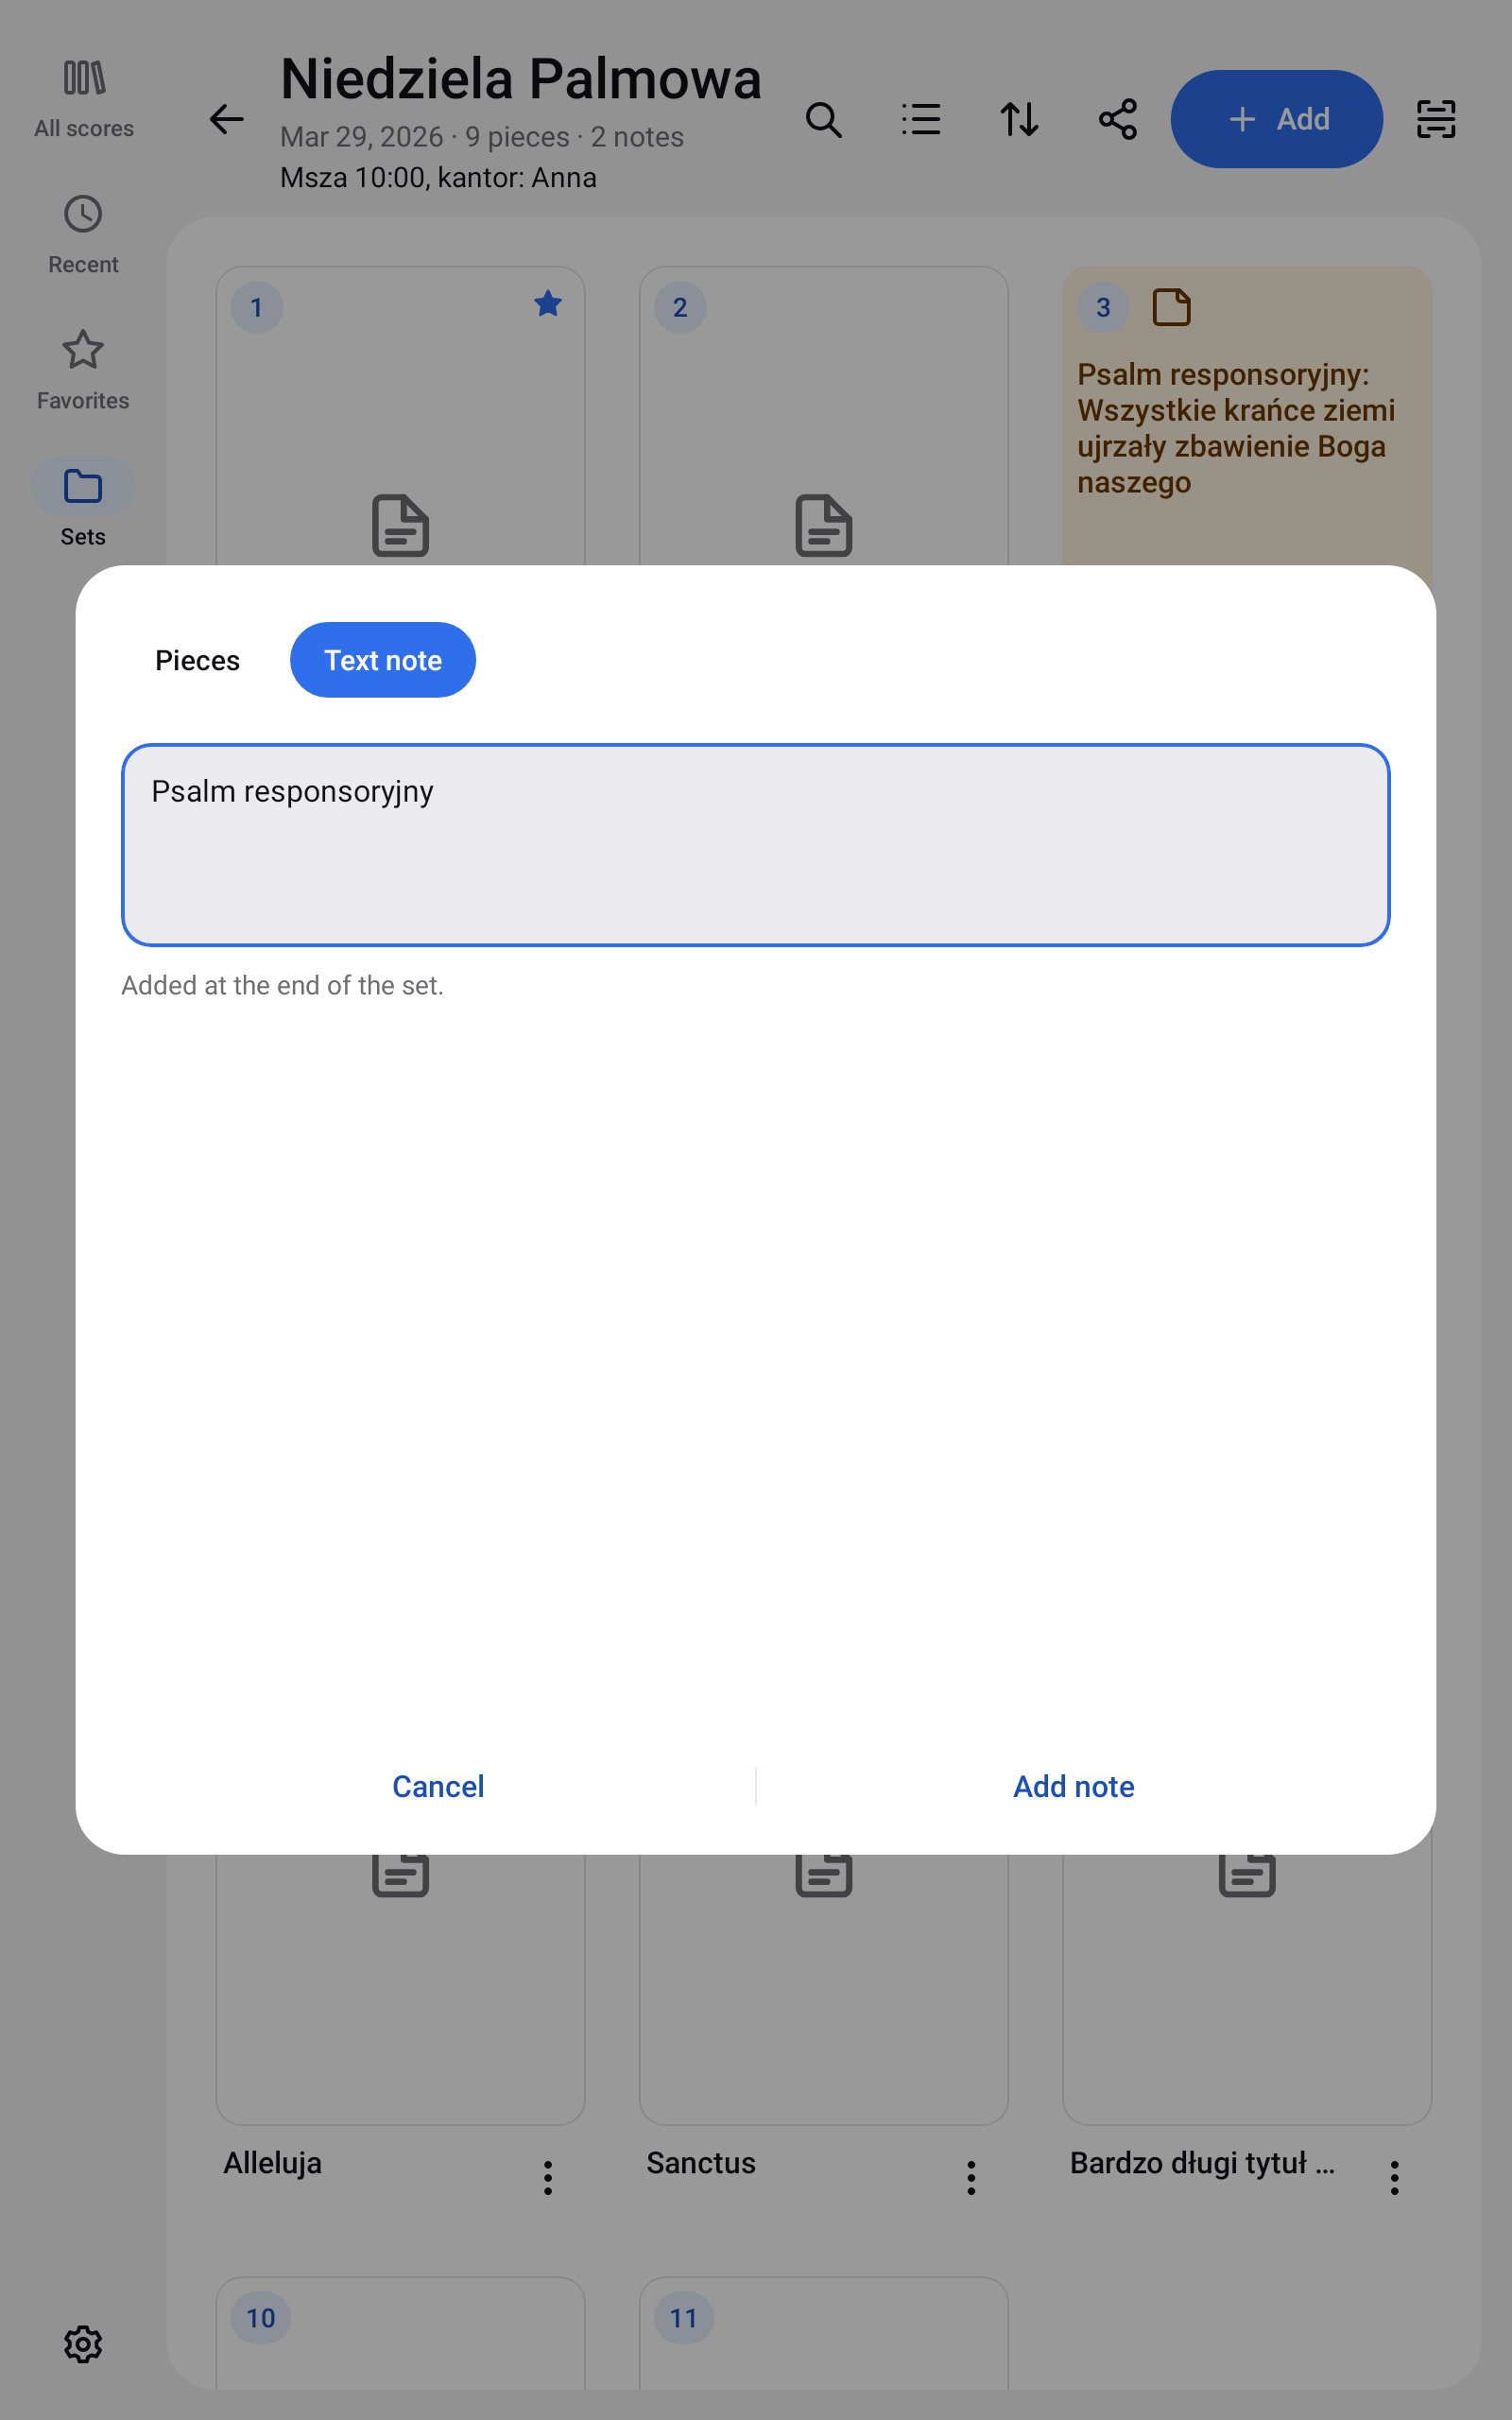 All scores
Recent
Favorites
Sets
Niedziela Palmowa
Mar 29, 2026 · 9 pieces · 2 notes
Msza 10:00, kantor: Anna
Add
1
2
3
Psalm responsoryjny:
Wszystkie krańce ziemi
ujrzały zbawienie Boga
naszego
Pieces
Text note
Psalm responsoryjny
Added at the end of the set.
Cancel
Add note
Alleluja
Sanctus
Bardzo długi tytuł ...
10
11